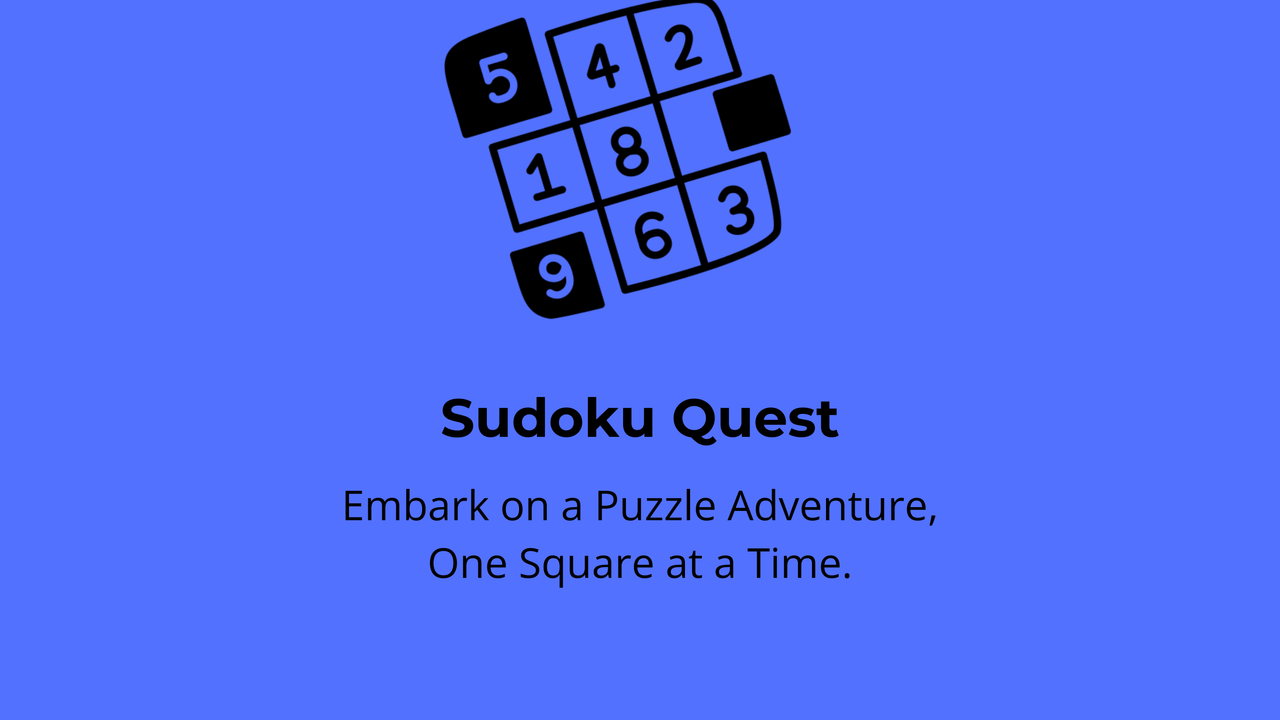 5 4 2
1 8
9 6 3
Sudoku Quest
Embark on a Puzzle Adventure,
One Square at a Time.